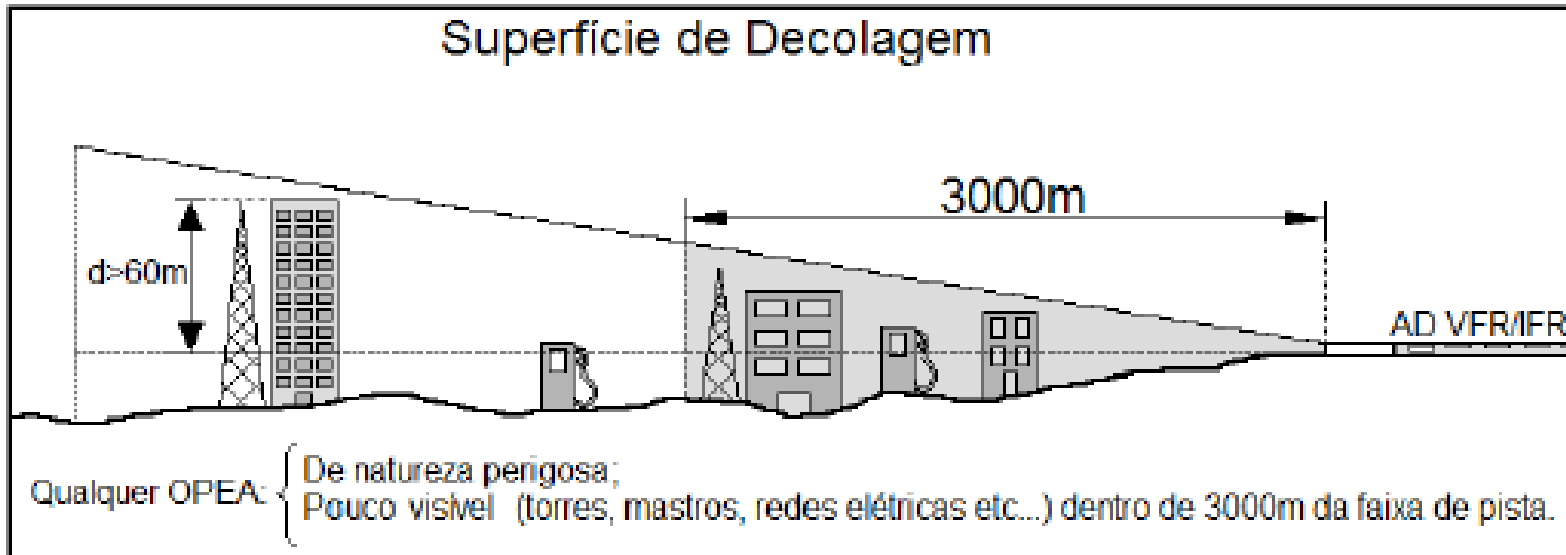 Superfície de Decolagem
3000m
d>60m
AD VFR/IFR
De natureza perigosa;
Qualquer OPEA:
Pouco visível (torres, mastros, redes elétricas etc...) dentro de 3000m da faixa de pista.